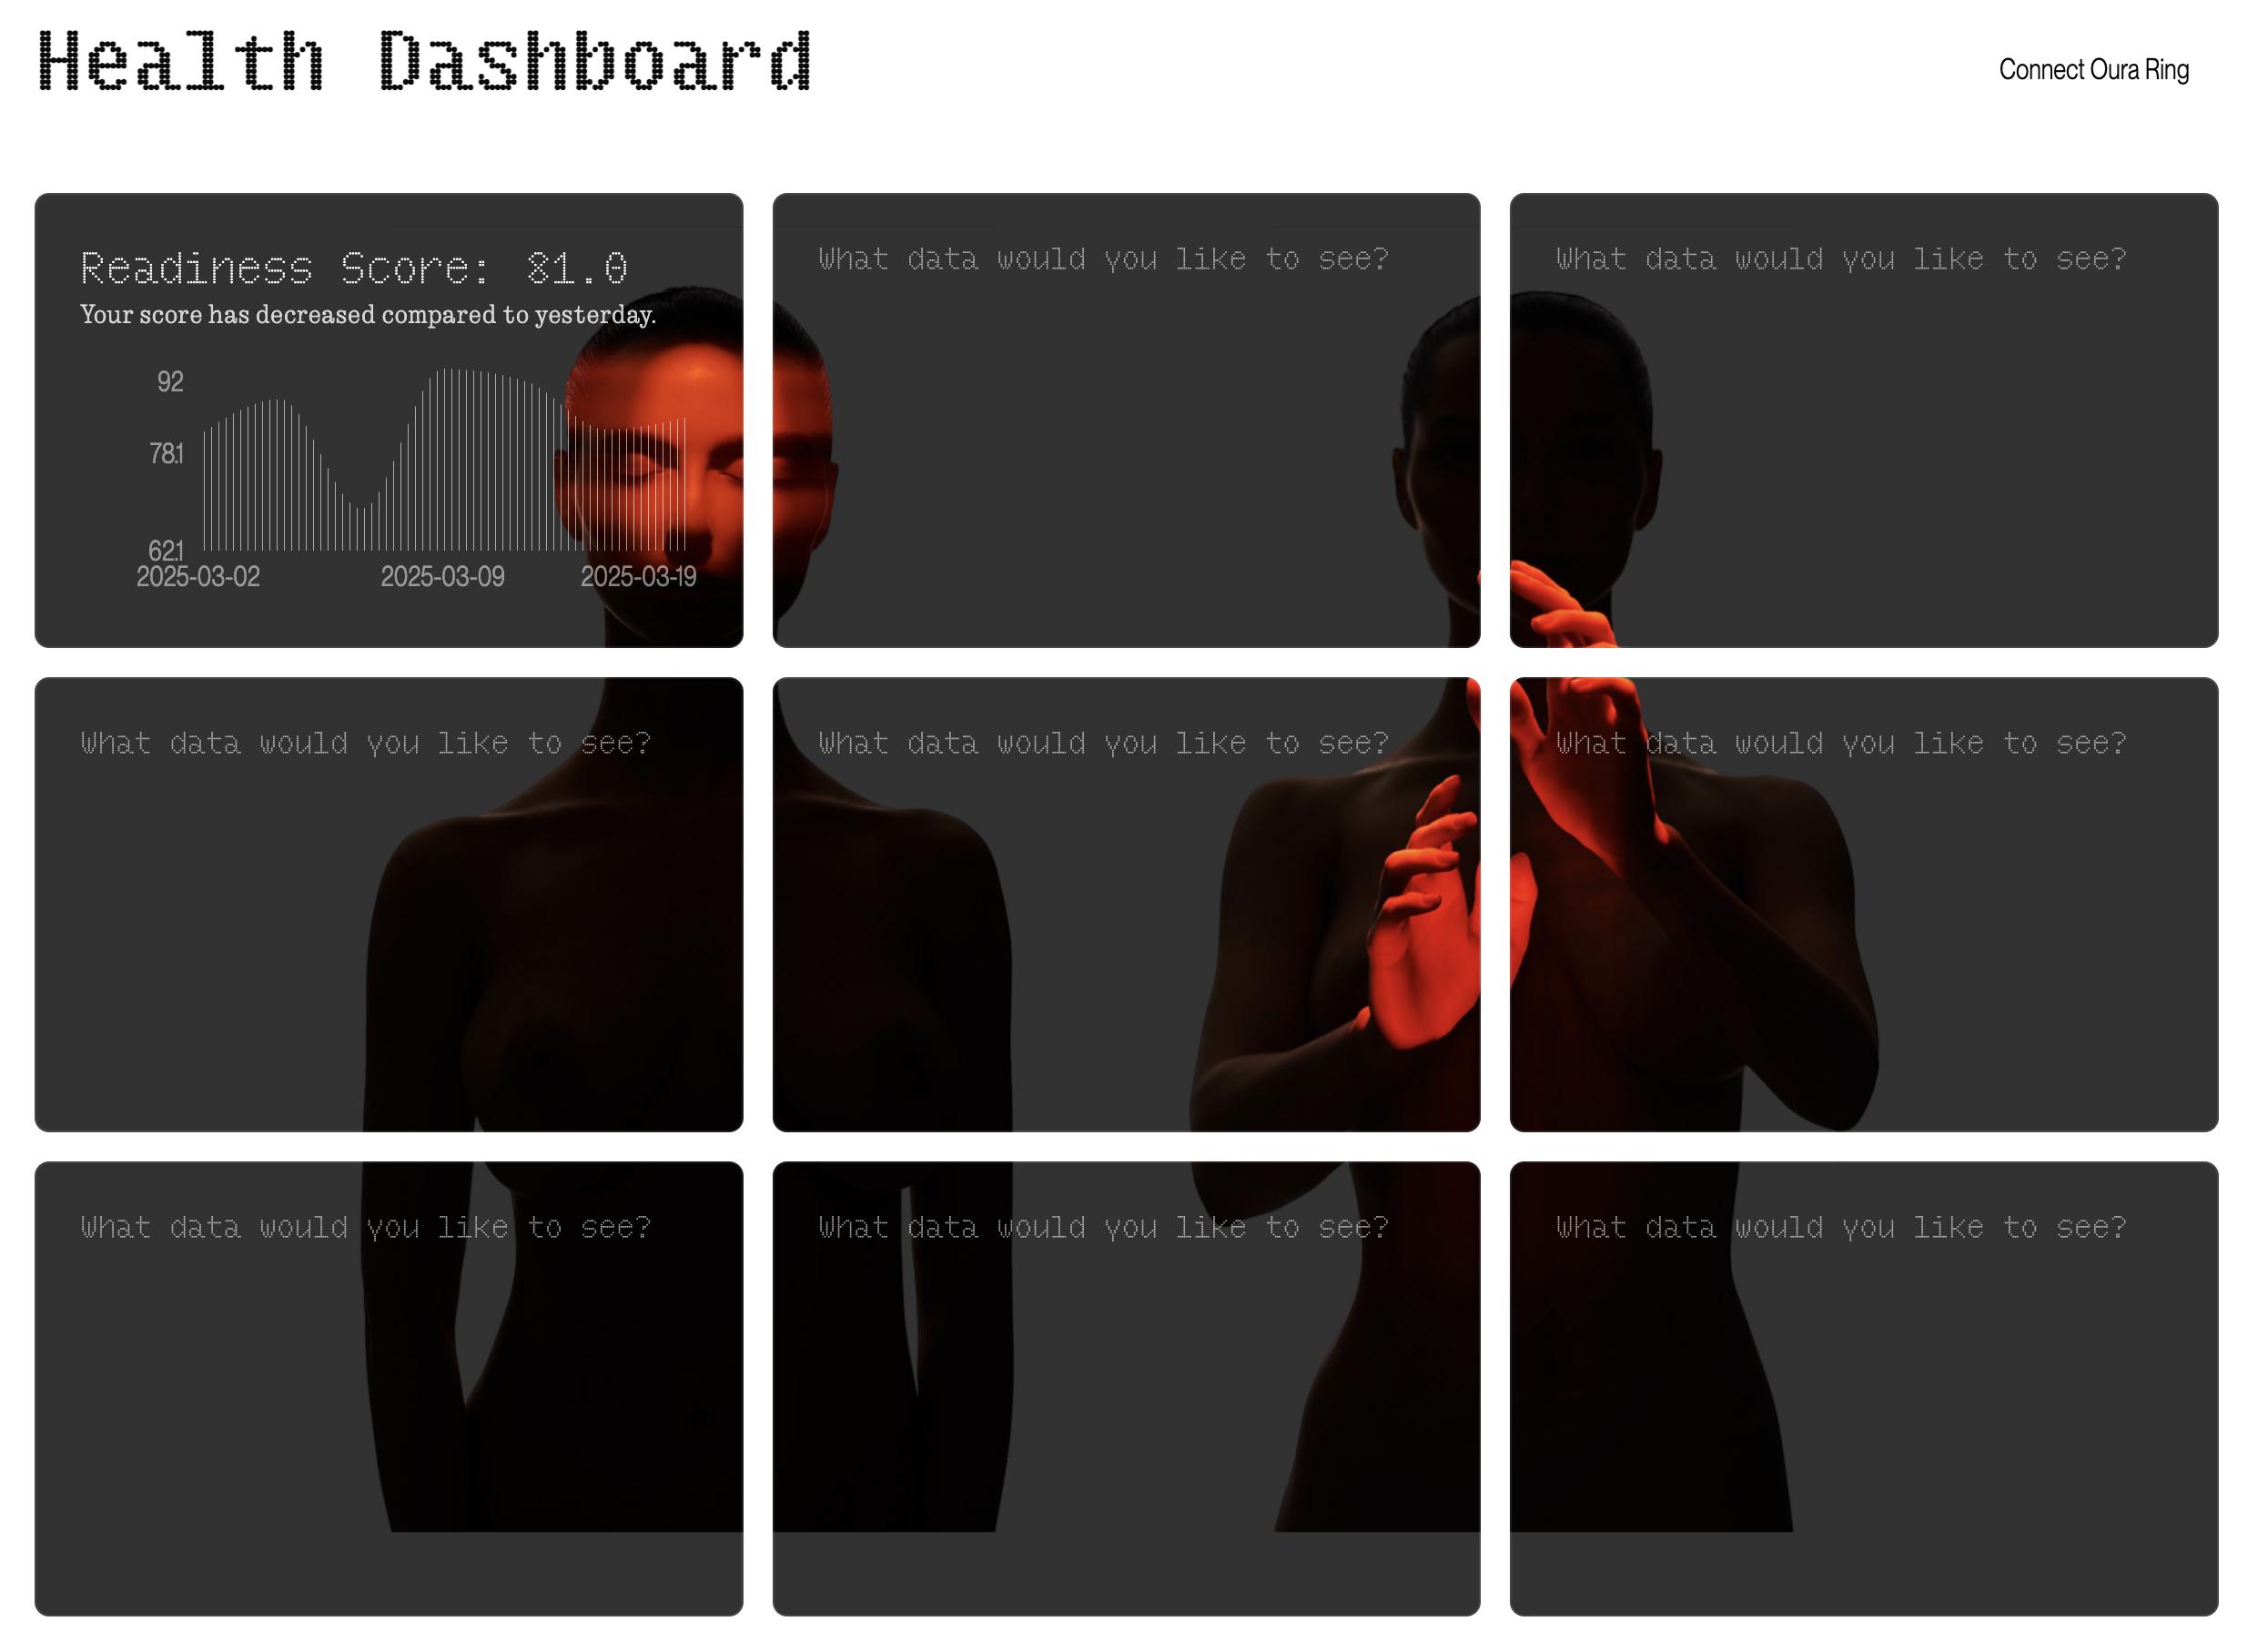 Health Dashboard
Connect Oura Ring
Readiness Score: 81.0
Your score has decreased compared to yesterday.
92
78.1
62.1
2025-03-02 2025-03-09 2025-03-19
What data would you like to see?
What data would you like to see?
What data would you like to see?
What data would you like to see?
What data would you like to see?
What data would you like to see?
What data would you like to see?
What data would you like to see?